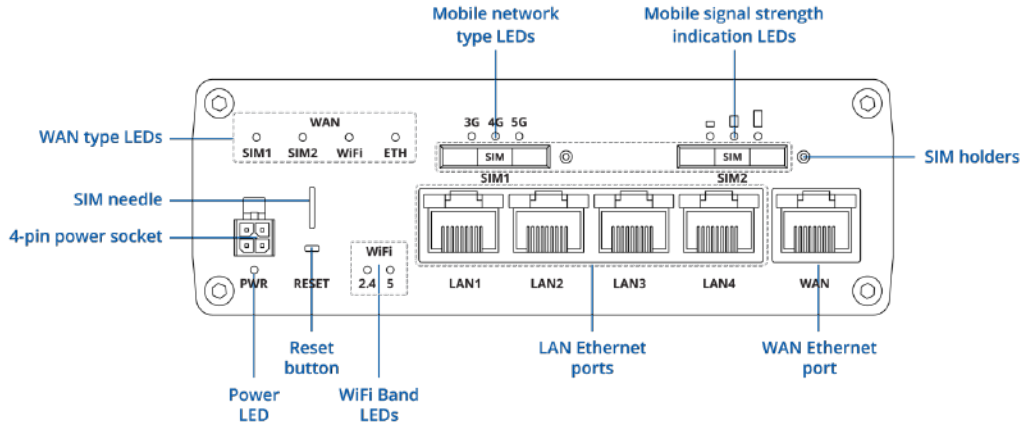 Mobile network
type LEDs
Mobile signal strength
indication LEDs
WAN type LEDs
WAN
SIM1 SIM2 WiFi ETH
3G 4G 5G
SIM
SIM
SIM holders
SIM1
SIM2
SIM needle
4-pin power socket
WiFi
2.4 5
PWR
RESET
LAN1
LAN2
LAN3
LAN4
WAN
Reset
button
LAN Ethernet
ports
WAN Ethernet
port
Power
LED
WiFi Band
LEDs